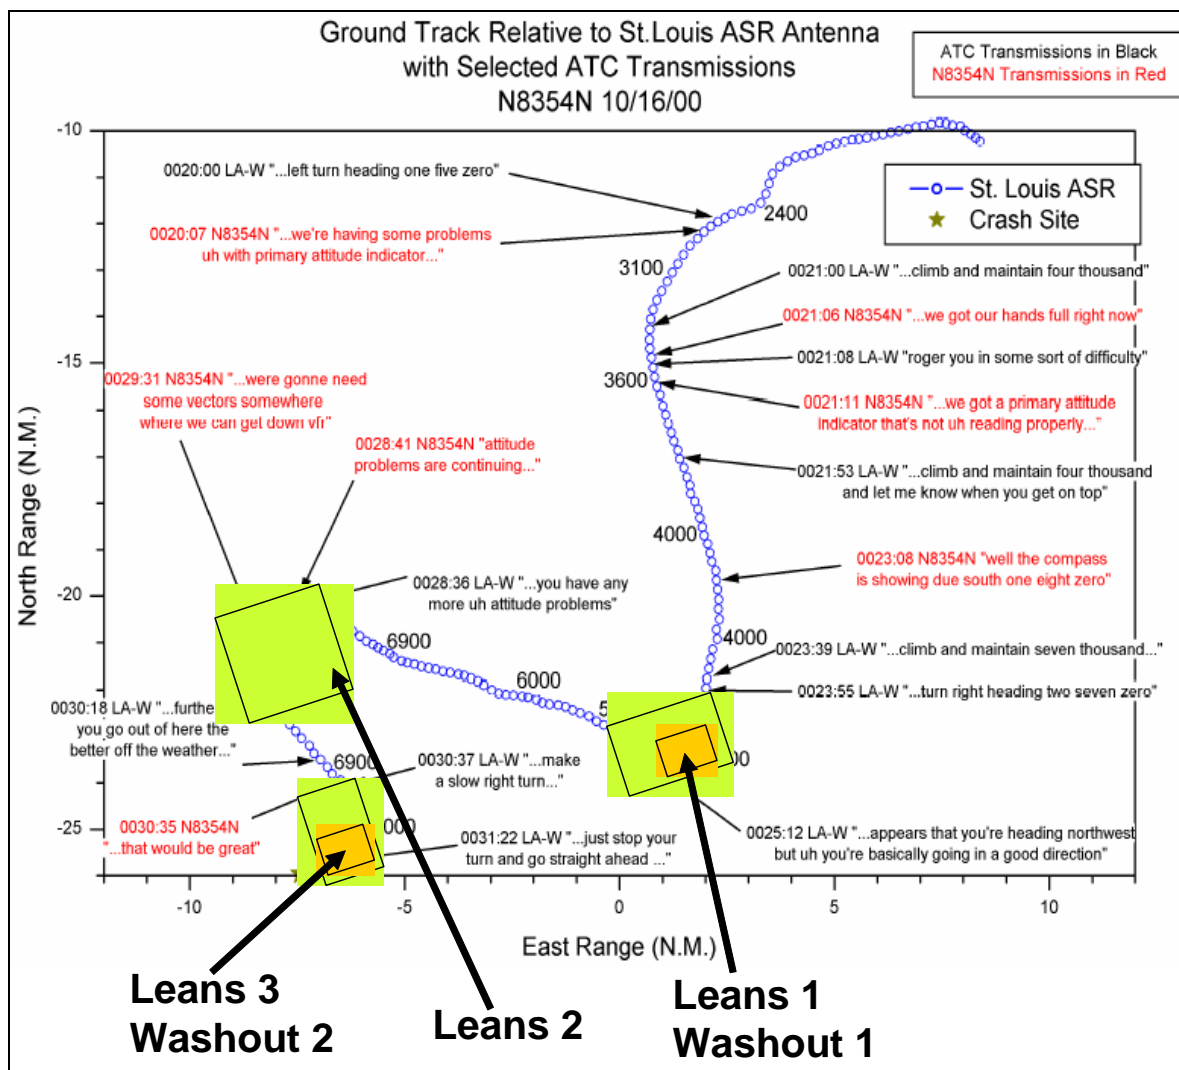 Ground Track Relative to St.Louis ASR Antenna
with Selected ATC Transmissions
N8354N 10/16/00
ATC Transmissions in Black
N8354N Transmissions in Red
-10
0020:00 LA-W "...left turn heading one five zero"
St. Louis ASR
Crash Site
2400
0020:07 N8354N "...we're having some problems
uh with primary attitude indicator..."
3100
0021:00 LA-W "...climb and maintain four thousand"
0021:06 N8354N "...we got our hands full right now"
-15
0021:08 LA-W "roger you in some sort of difficulty"
3600
0029:31 N8354N "...were gonne need
some vectors somewhere
where we can get down vfr"
0021:11 N8354N "...we got a primary attitude
indicator that's not uh reading properly..."
0028:41 N8354N "attitude
problems are continuing..."
0021:53 LA-W "...climb and maintain four thousand
and let me know when you get on top"
4000
0023:08 N8354N "well the compass
is showing due south one eight zero"
North Range (N.M.)
-20
0028:36 LA-W "...you have any
more uh attitude problems"
6900
4000
0023:39 LA-W "...climb and maintain seven thousand..."
6000
0023:55 LA-W "...turn right heading two seven zero"
0030:18 LA-W "...furthe
you go out of here the
better off the weather..."
5
00
6900
0030:37 LA-W "...make
a slow right turn..."
-25
0030:35 N8354N
"...that would be great"
000
0031:22 LA-W "...just stop your
turn and go straight ahead ..."
0025:12 LA-W "...appears that you're heading northwest
but uh you're basically going in a good direction"
-10
-5
0
5
10
East Range (N.M.)
Leans 3
Washout 2
Leans 2
Leans 1
Washout 1